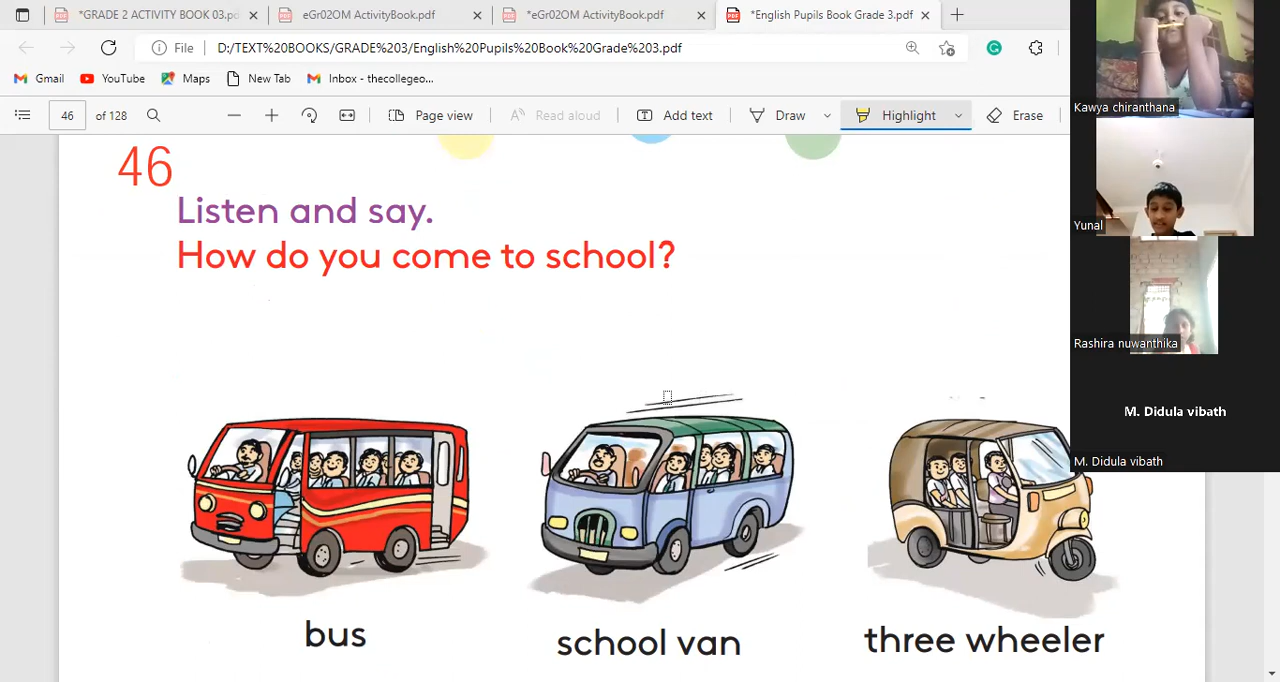 *GRADE 2 ACTIVITY BOOK 03.p
eGr02OM ActivityBook.pdf
*eGr02OM ActivityBook.pdf
*English Pupils Book Grade 3.pdf
File
D:/TEXT%20BOOKS/GRADE%203/English%20Pupils%20Book%20Grade%203.pdf
Gmail
YouTube
Maps
New Tab
Inbox - thecollegeo...
46 of 128
Page view
Read aloud
Add text
Draw
Highlight
Erase
46
Listen and say.
How do you come to school?
bus
school van
three wheeler
Kawya chiranthana
Yunal
Rashira nuwanthika
M. Didula vibath
M. Didula vibath